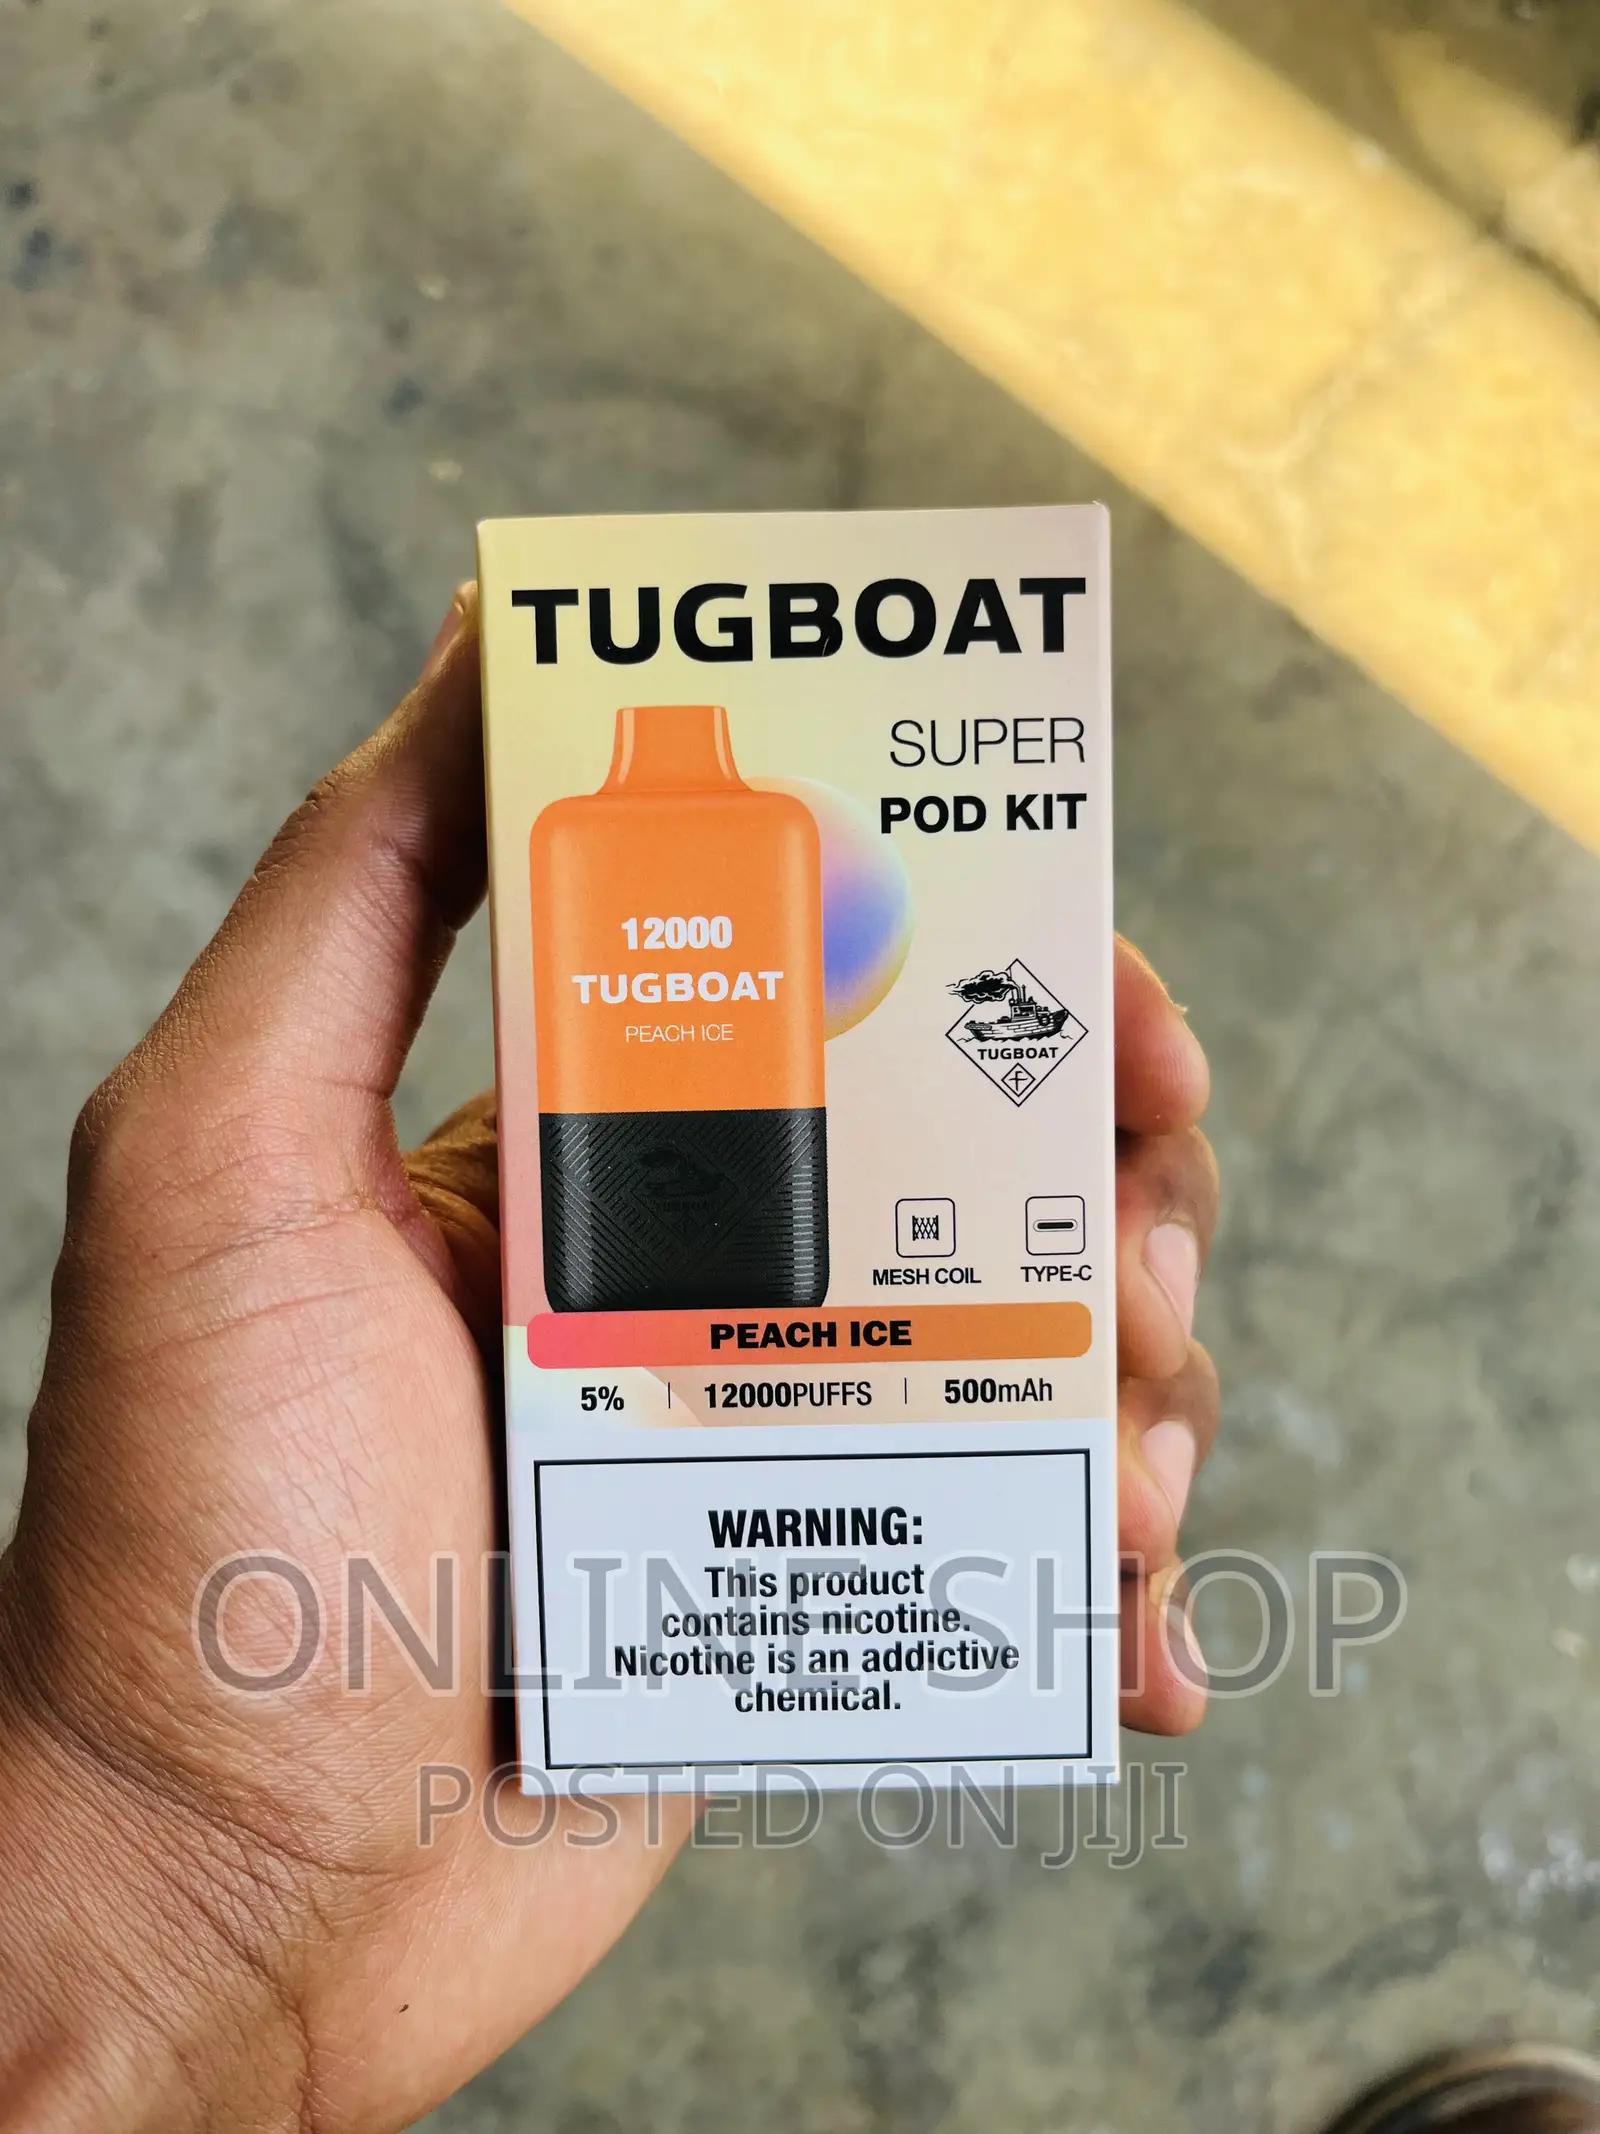 TUGBOAT
SUPER
POD KIT
12000
TUGBOAT
PEACH ICE
TUGBOAT
MESH COIL
TYPE-C
PEACH ICE
5% | 12000PUFFS | 500mAh
WARNING:
This product
contains nicotine.
Nicotine is an addictive
chemical.
ONLINE SHOP
POSTED ON JIJI